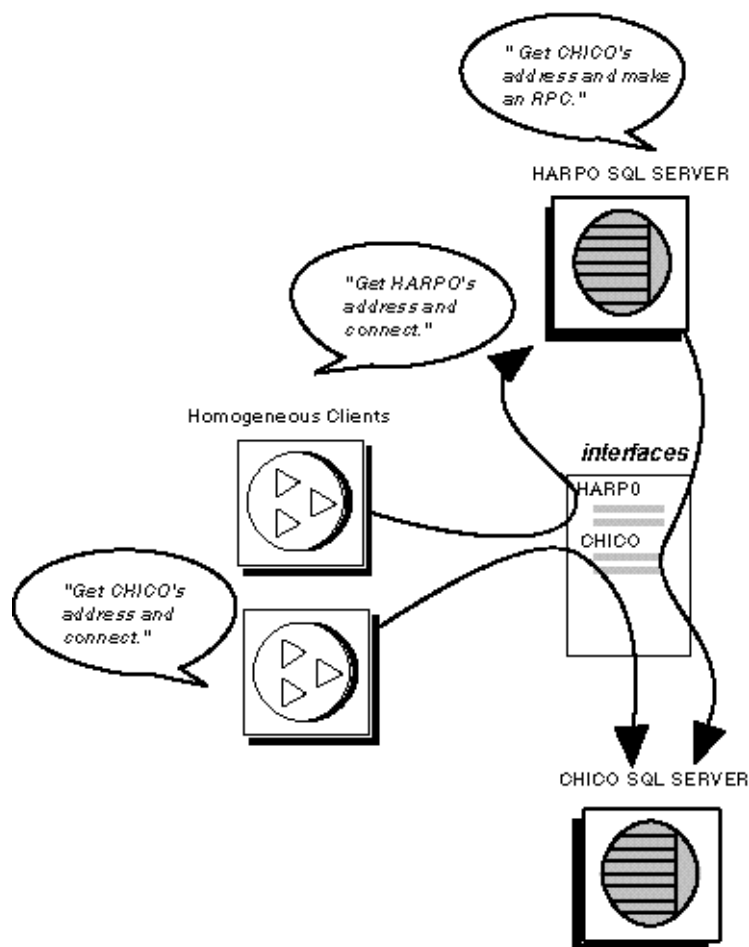 " Get CHICO's
address and make
an RPC."
HARPO SQL SERVER
"Get HARPO's
address and
connect."
Homogeneous Clients
interfaces
HARPO
CHICO
"Get CHICO's
address and
connect."
CHICO SQL SERVER